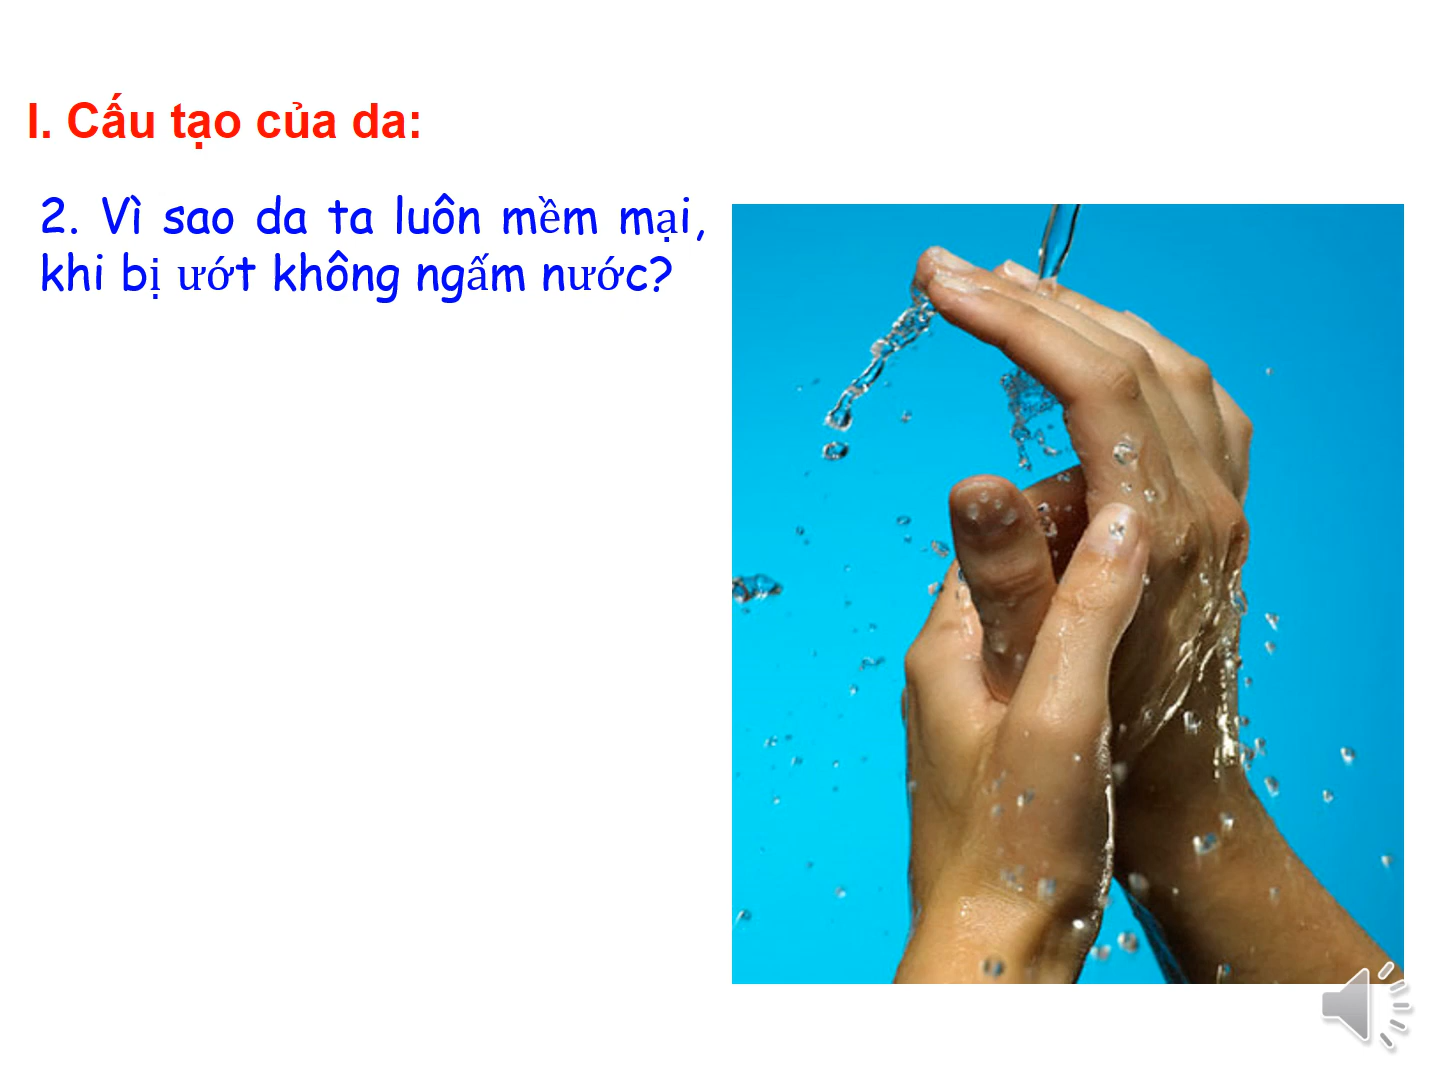 I. Cấu tạo của da:
2. Vì sao da ta luôn mềm mại,
khi bị ướt không ngấm nước?